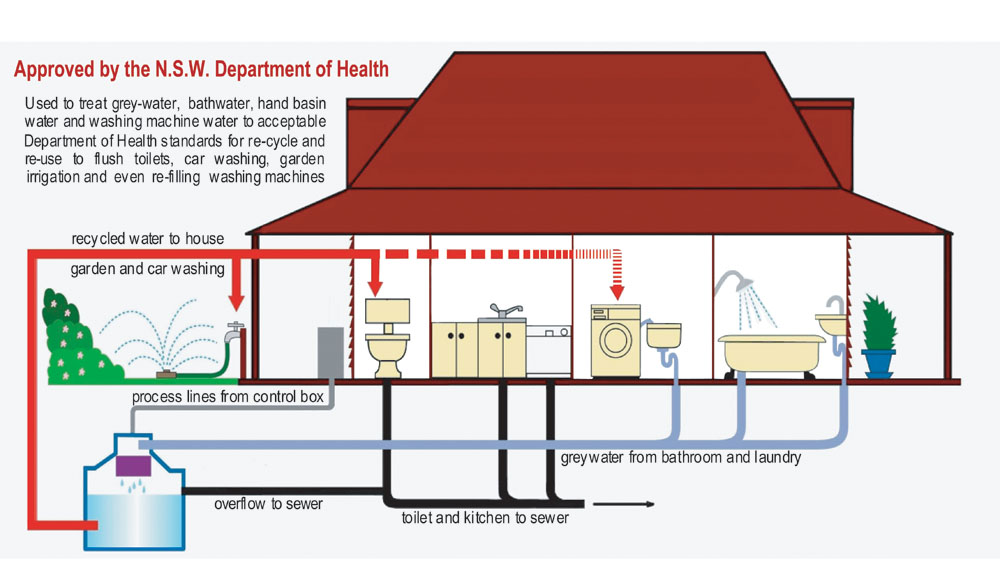 Approved by the N.S.W. Department of Health
Used to treat grey-water, bathwater, hand basin
water and washing machine water to acceptable
Department of Health standards for re-cycle and
re-use to flush toilets, car washing, garden
irrigation and even re-filling washing machines
recycled water to house
garden and car washing
process lines from control box
greywater from bathroom and laundry
overflow to sewer
toilet and kitchen to sewer